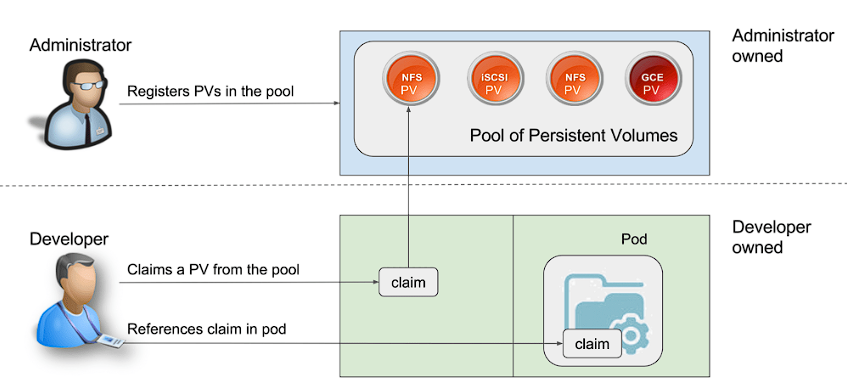 Administrator
Registers PVs in the pool
NFS
PV
iSCSI
PV
NFS
PV
GCE
PV
Pool of Persistent Volumes
Administrator
owned
Developer
Claims a PV from the pool
References claim in pod
claim
Pod
claim
Developer
owned